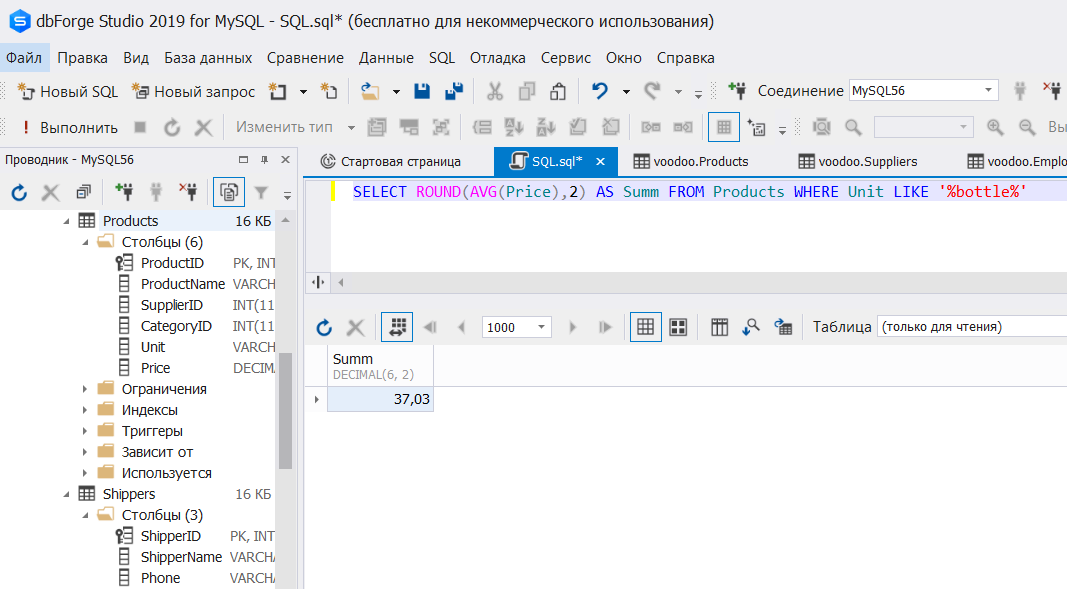 dbForge Studio 2019 for MySQL - SQL.sql* (бесплатно для некоммерческого использования)
Файл Правка Вид База данных Сравнение Данные SQL Отладка Сервис Окно Справка
Новый SQL Новый запрос Соединение MySQL56
Выполнить Изменить тип Вы
Проводник - MySQL56
Стартовая страница SQL.sql* voodoo.Products voodoo.Suppliers voodoo.Emplo
SELECT ROUND(AVG(Price),2) AS Summ FROM Products WHERE Unit LIKE '%bottle%'
Products 16 КБ
Столбцы (6)
ProductID PK, INT
ProductName VARCH
SupplierID INT(11
CategoryID INT(11
Unit VARCH
Price DECIM
Ограничения
Индексы
Триггеры
Зависит от
Используется
Shippers 16 КБ
Столбцы (3)
ShipperID PK, INT
ShipperName VARCHA
Phone VARCHA
1000 Таблица (только для чтения)
Summ
DECIMAL(6, 2)
37,03